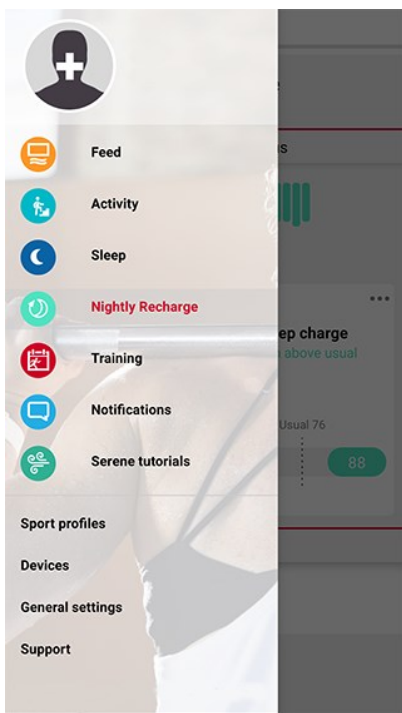 Feed
Activity
Sleep
Nightly Recharge
Training
Notifications
Serene tutorials
Sport profiles
Devices
General settings
Support
ep charge
above usual
Usual 76
88